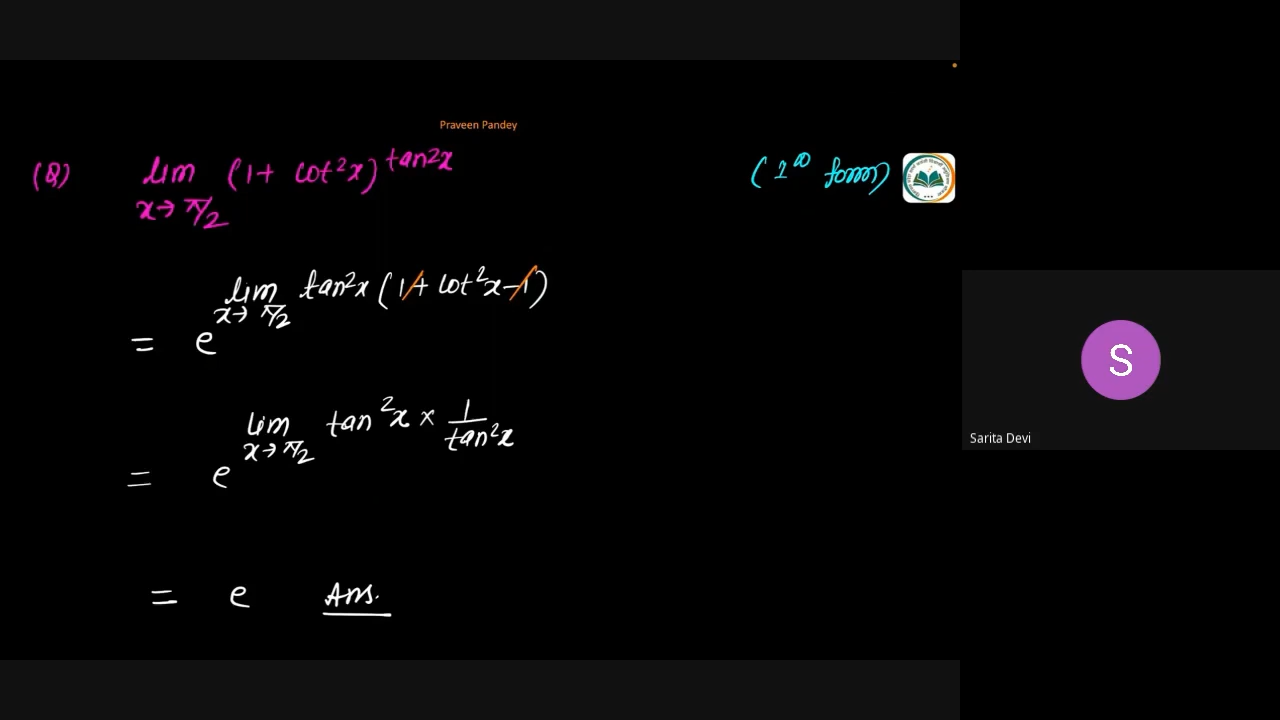 Praveen Pandey
(Q) lim x→π/2 (1 + cot²x)^tan²x (1^∞ form)
= e^lim x→π/2 tan²x (1 + cot²x - 1)
= e^lim x→π/2 tan²x × 1/tan²x
= e Ans.
S
Sarita Devi